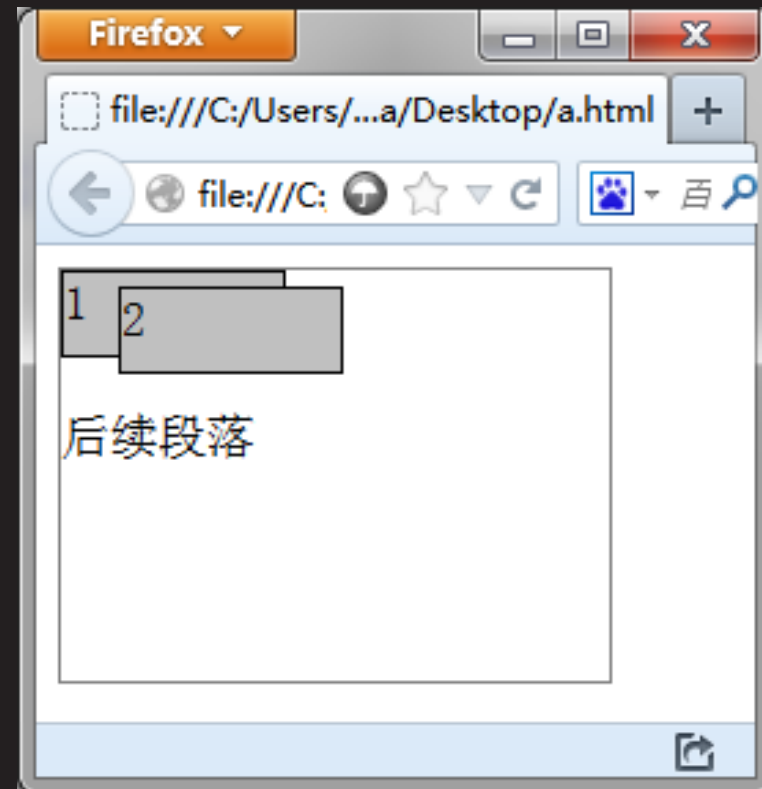 Firefox
file:///C:/Users/...a/Desktop/a.html
file:///C: 百
1
2
后续段落